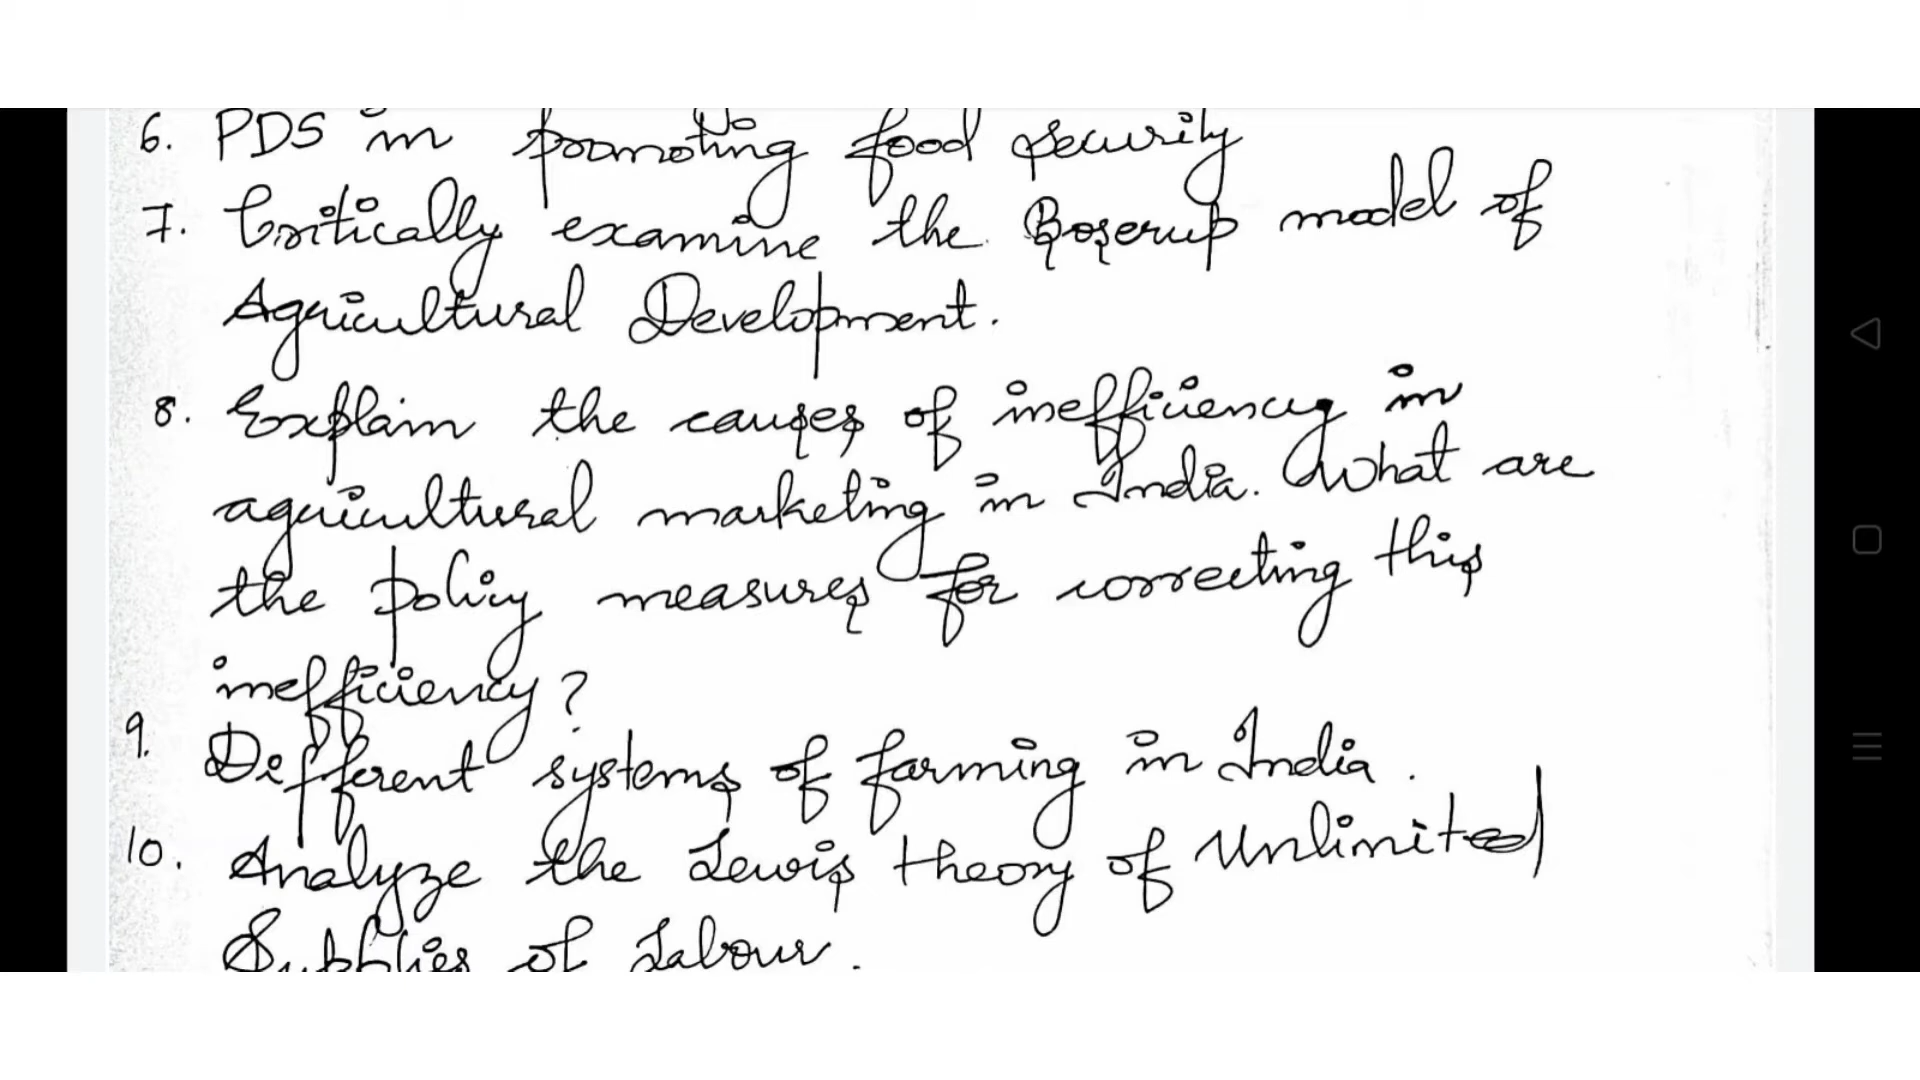 6. PDS in promoting food security
7. Critically examine the Boserup model of
Agricultural Development.
8. Explain the causes of inefficiency in
agricultural marketing in India. What are
the policy measures for correcting this
inefficiency?
9. Different systems of farming in India.
10. Analyze the Lewis theory of Unlimited
Supplies of Labour.